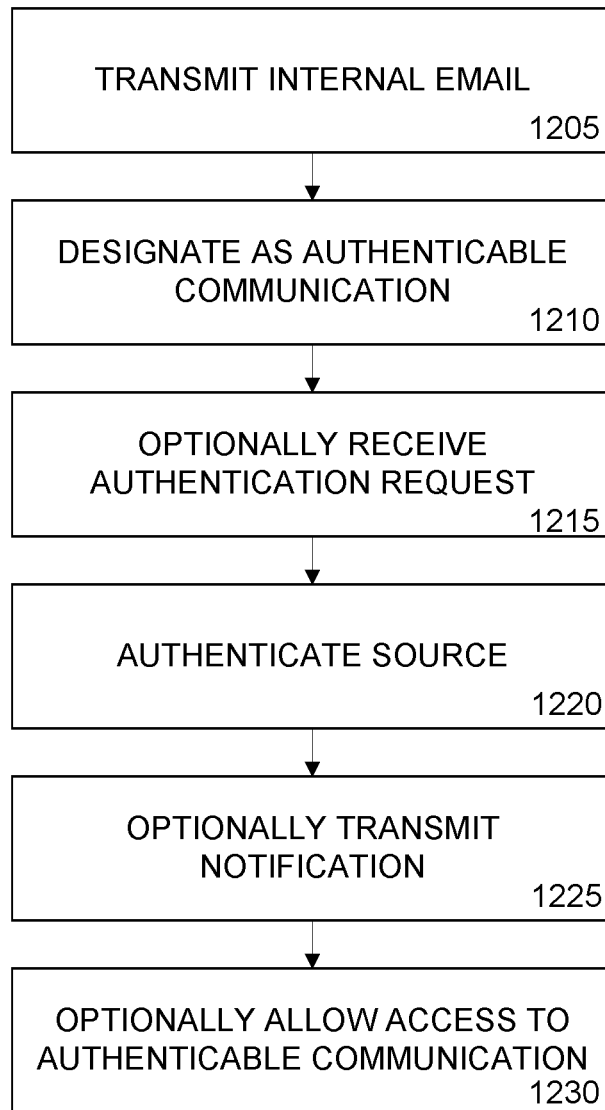 TRANSMIT INTERNAL EMAIL
1205
DESIGNATE AS AUTHENTICABLE
COMMUNICATION
1210
OPTIONALLY RECEIVE
AUTHENTICATION REQUEST
1215
AUTHENTICATE SOURCE
1220
OPTIONALLY TRANSMIT
NOTIFICATION
1225
OPTIONALLY ALLOW ACCESS TO
AUTHENTICABLE COMMUNICATION
1230